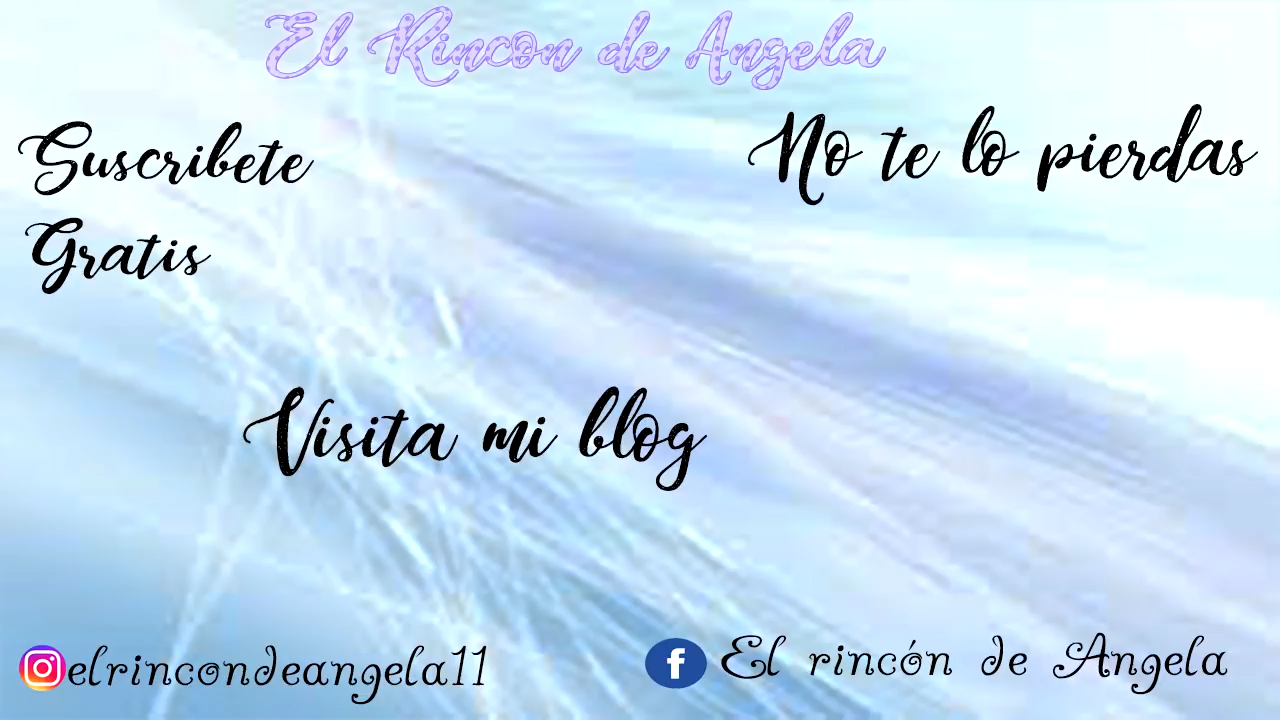 El Rincon de Angela
Suscribete
Gratis
No te lo pierdas
Visita mi blog
elrincondeangela11
El rincón de Angela